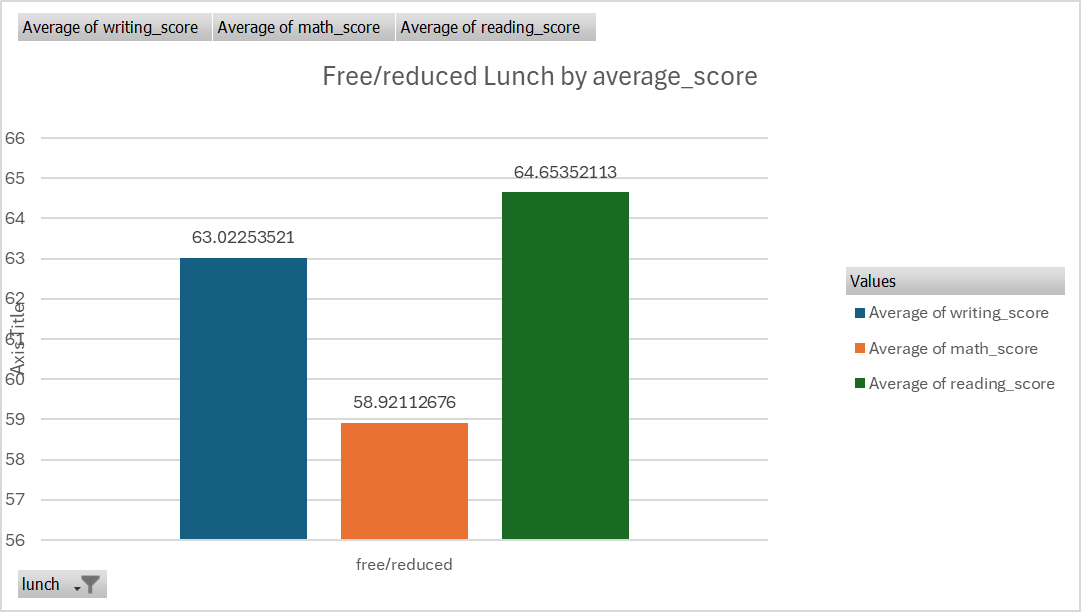 Average of writing_score Average of math_score Average of reading_score
Free/reduced Lunch by average_score
66
65
64
63
62
61
60
59
58
57
56
Axis Title
63.02253521
58.92112676
64.65352113
free/reduced
Values
Average of writing_score
Average of math_score
Average of reading_score
lunch